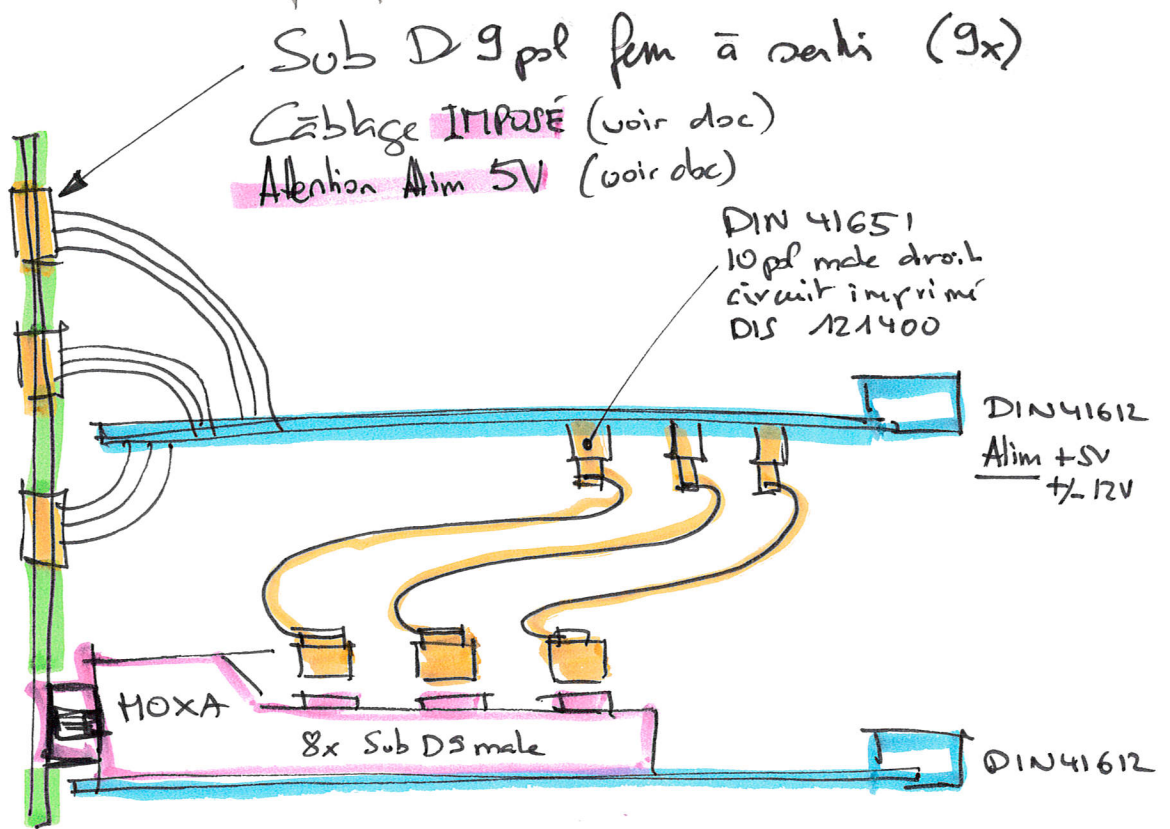 Sub D 9 pol fem à sertir (9x)
Câblage IMPOSÉ (voir doc)
Attention Alim 5V (voir doc)
DIN 41651
10 pol male droit
circuit imprimé
DIS 121400
DIN41612
Alim +5V
+/- 12V
MOXA
8x Sub D9 male
DIN41612